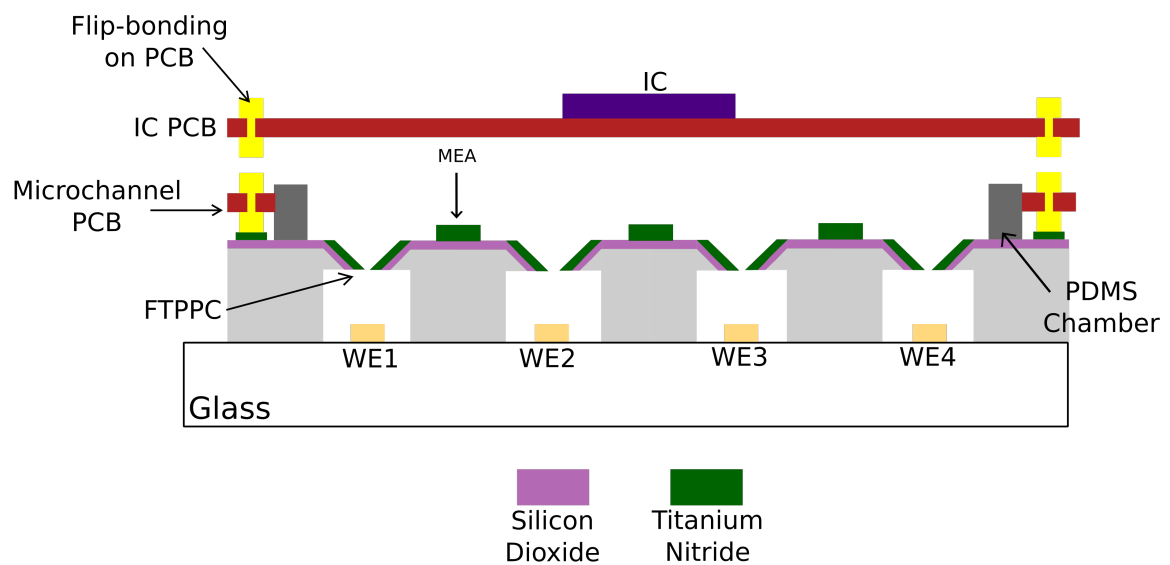 Flip-bonding
on PCB
IC
IC PCB
MEA
Microchannel
PCB
FTPPC
PDMS
Chamber
WE1
WE2
WE3
WE4
Glass
Silicon
Dioxide
Titanium
Nitride